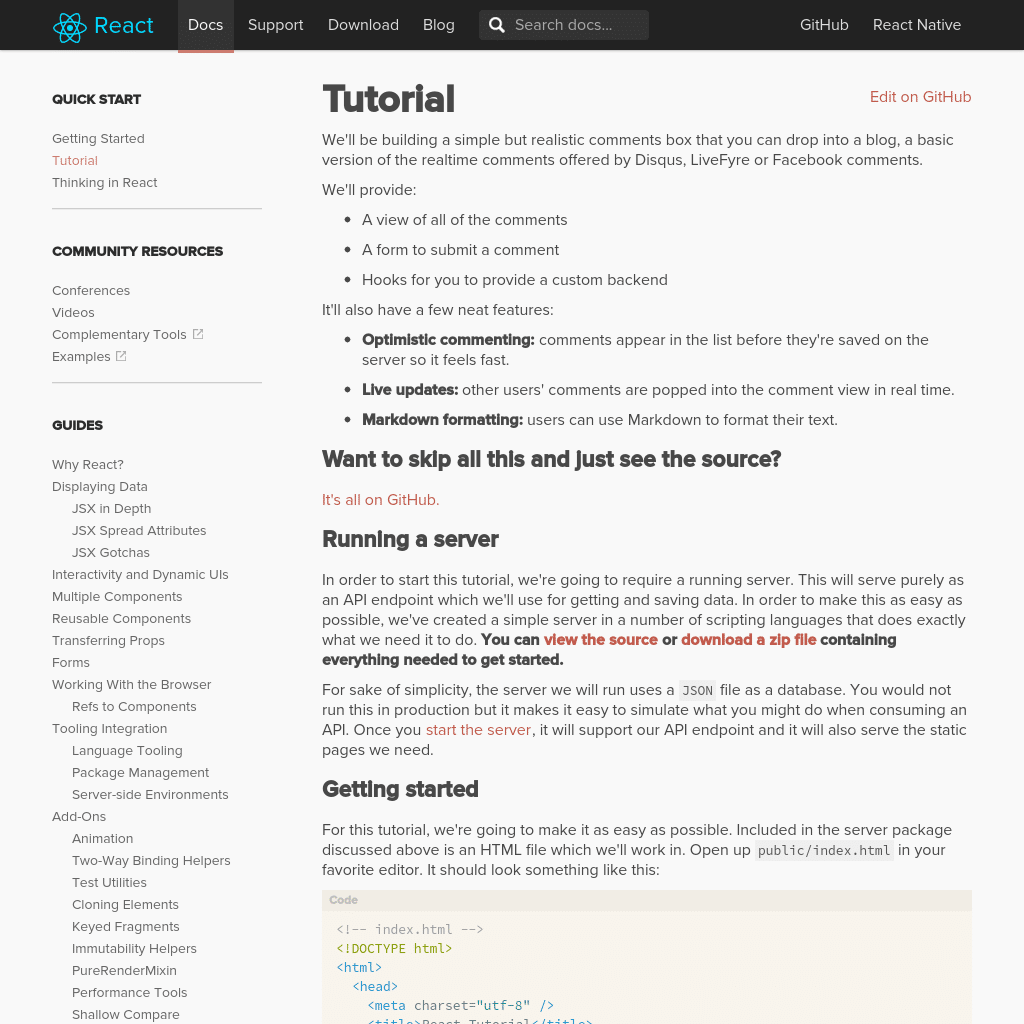 React Docs Support Download Blog Search docs... GitHub React Native
QUICK START
Getting Started
Tutorial
Thinking in React
COMMUNITY RESOURCES
Conferences
Videos
Complementary Tools
Examples
GUIDES
Why React?
Displaying Data
JSX in Depth
JSX Spread Attributes
JSX Gotchas
Interactivity and Dynamic UIs
Multiple Components
Reusable Components
Transferring Props
Forms
Working With the Browser
Refs to Components
Tooling Integration
Language Tooling
Package Management
Server-side Environments
Add-Ons
Animation
Two-Way Binding Helpers
Test Utilities
Cloning Elements
Keyed Fragments
Immutability Helpers
PureRenderMixin
Performance Tools
Shallow Compare
Tutorial
Edit on GitHub
We'll be building a simple but realistic comments box that you can drop into a blog, a basic
version of the realtime comments offered by Disqus, LiveFyre or Facebook comments.
We'll provide:
• A view of all of the comments
• A form to submit a comment
• Hooks for you to provide a custom backend
It'll also have a few neat features:
• Optimistic commenting: comments appear in the list before they're saved on the
server so it feels fast.
• Live updates: other users' comments are popped into the comment view in real time.
• Markdown formatting: users can use Markdown to format their text.
Want to skip all this and just see the source?
It's all on GitHub.
Running a server
In order to start this tutorial, we're going to require a running server. This will serve purely as
an API endpoint which we'll use for getting and saving data. In order to make this as easy as
possible, we've created a simple server in a number of scripting languages that does exactly
what we need it to do. You can view the source or download a zip file containing
everything needed to get started.
For sake of simplicity, the server we will run uses a JSON file as a database. You would not
run this in production but it makes it easy to simulate what you might do when consuming an
API. Once you start the server, it will support our API endpoint and it will also serve the static
pages we need.
Getting started
For this tutorial, we're going to make it as easy as possible. Included in the server package
discussed above is an HTML file which we'll work in. Open up public/index.html in your
favorite editor. It should look something like this:
Code
<!-- index.html -->
<!DOCTYPE html>
<html>
<head>
<meta charset="utf-8" />
<title>React Tutorial</title>